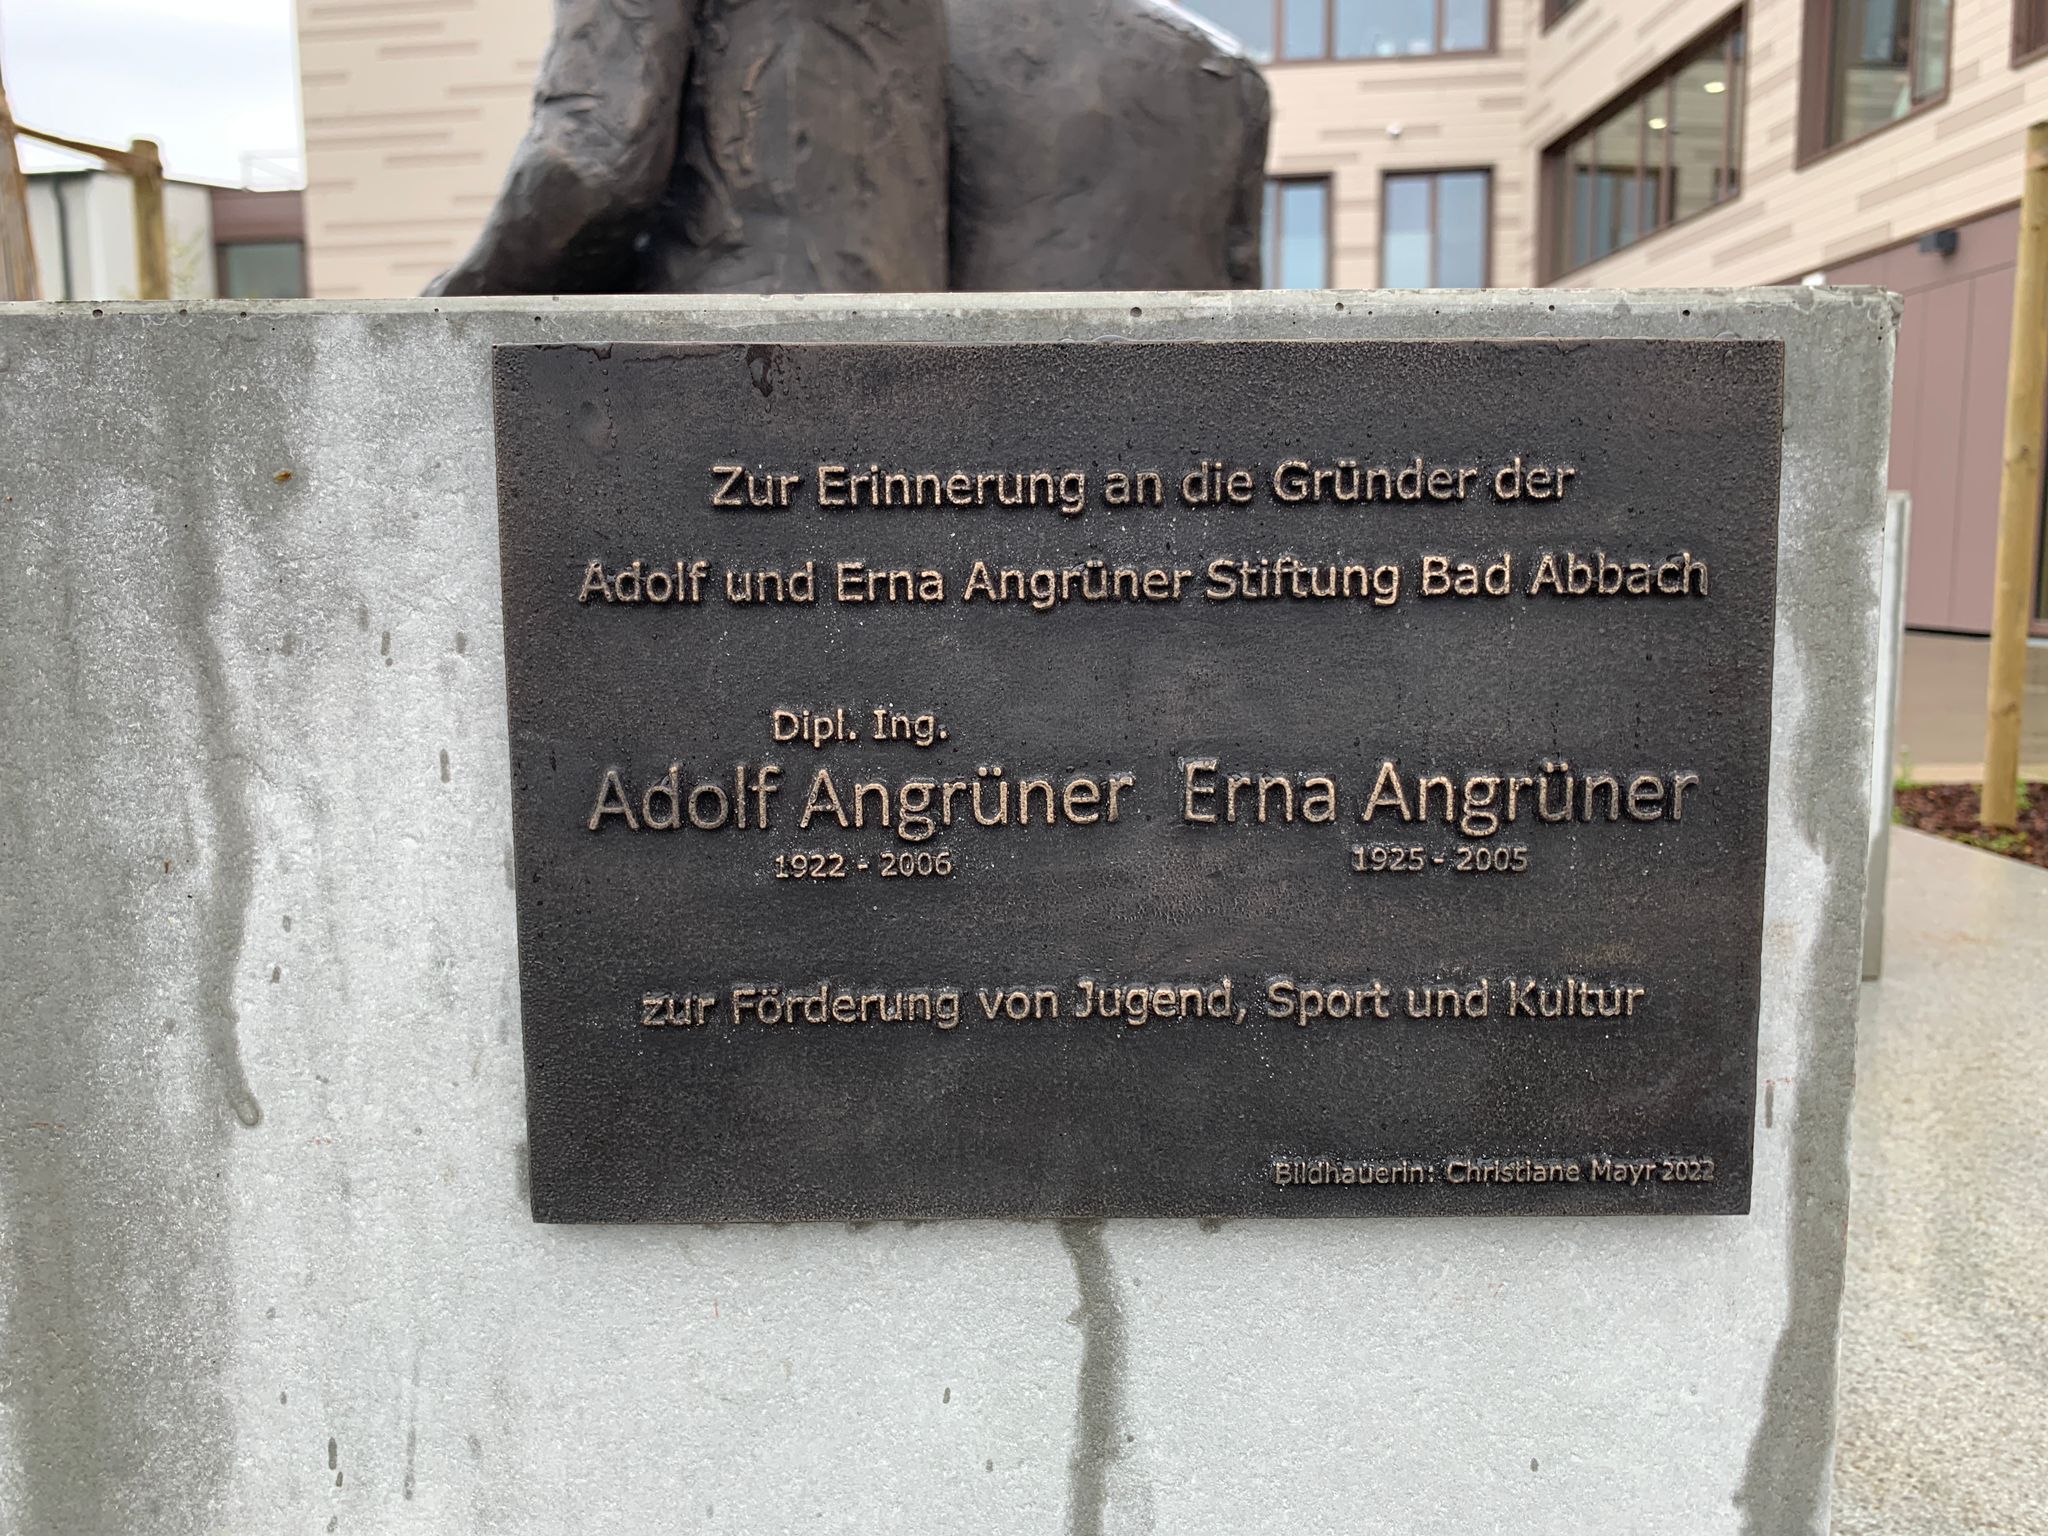 Zur Erinnerung an die Gründer der
Adolf und Erna Angrüner Stiftung Bad Abbach
Dipl. Ing.
Adolf Angrüner Erna Angrüner
1922 - 2006 1925 - 2005
zur Förderung von Jugend, Sport und Kultur
Bildhauerin: Christiane Mayr 2022